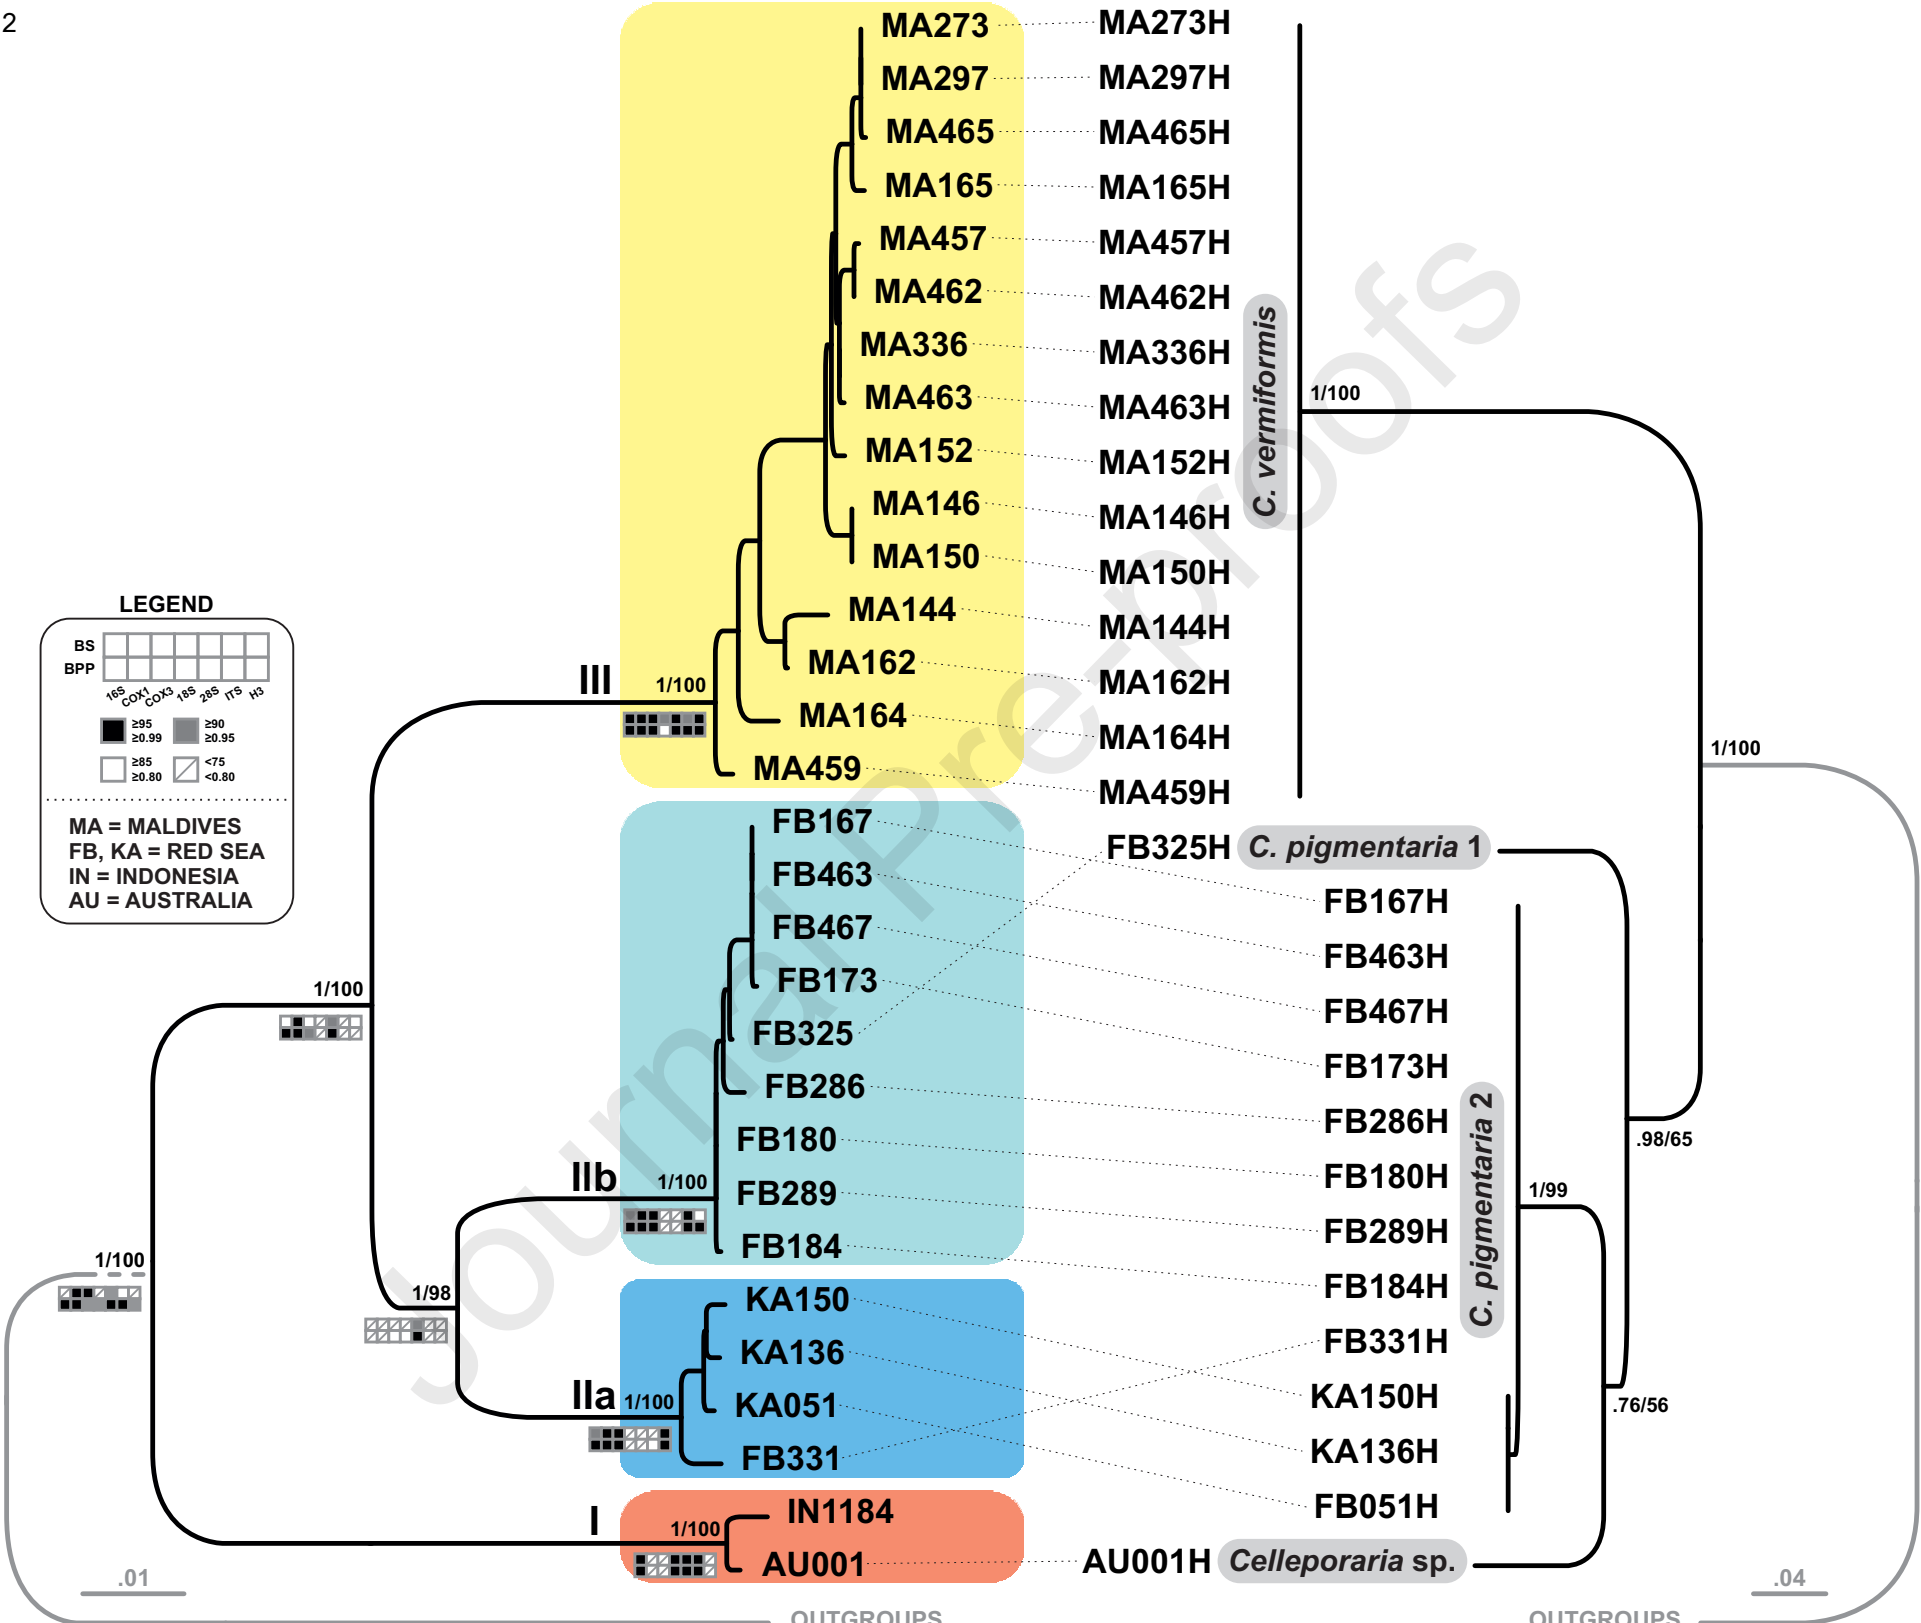 2
MA273 MA273H
MA297 MA297H
MA465 MA465H
MA165 MA165H
MA457 MA457H
MA462 MA462H
MA336 MA336H
MA463 MA463H
MA152 MA152H
MA146 MA146H
MA150 MA150H
MA144 MA144H
MA162 MA162H
MA164 MA164H
MA459 MA459H
C. vermiformis
1/100
1/100
III
1/100
LEGEND
BS
BPP
16S COX1 COX3 18S 28S ITS H3
≥95
≥0.99
≥90
≥0.95
≥85
≥0.80
<75
<0.80
MA = MALDIVES
FB, KA = RED SEA
IN = INDONESIA
AU = AUSTRALIA
FB325H C. pigmentaria 1
FB167 FB167H
FB463 FB463H
FB467 FB467H
FB173 FB173H
FB325
FB286 FB286H
FB180 FB180H
FB289 FB289H
FB184 FB184H
FB331H
KA150 KA150H
KA136 KA136H
KA051 FB051H
FB331
C. pigmentaria 2
1/99
.98/65
.76/56
1/100
IIb
1/100
1/100
1/98
IIa
1/100
I
1/100
IN1184
AU001 AU001H Celleporaria sp.
.01
.04
OUTGROUPS OUTGROUPS
Journal Pre-proofs